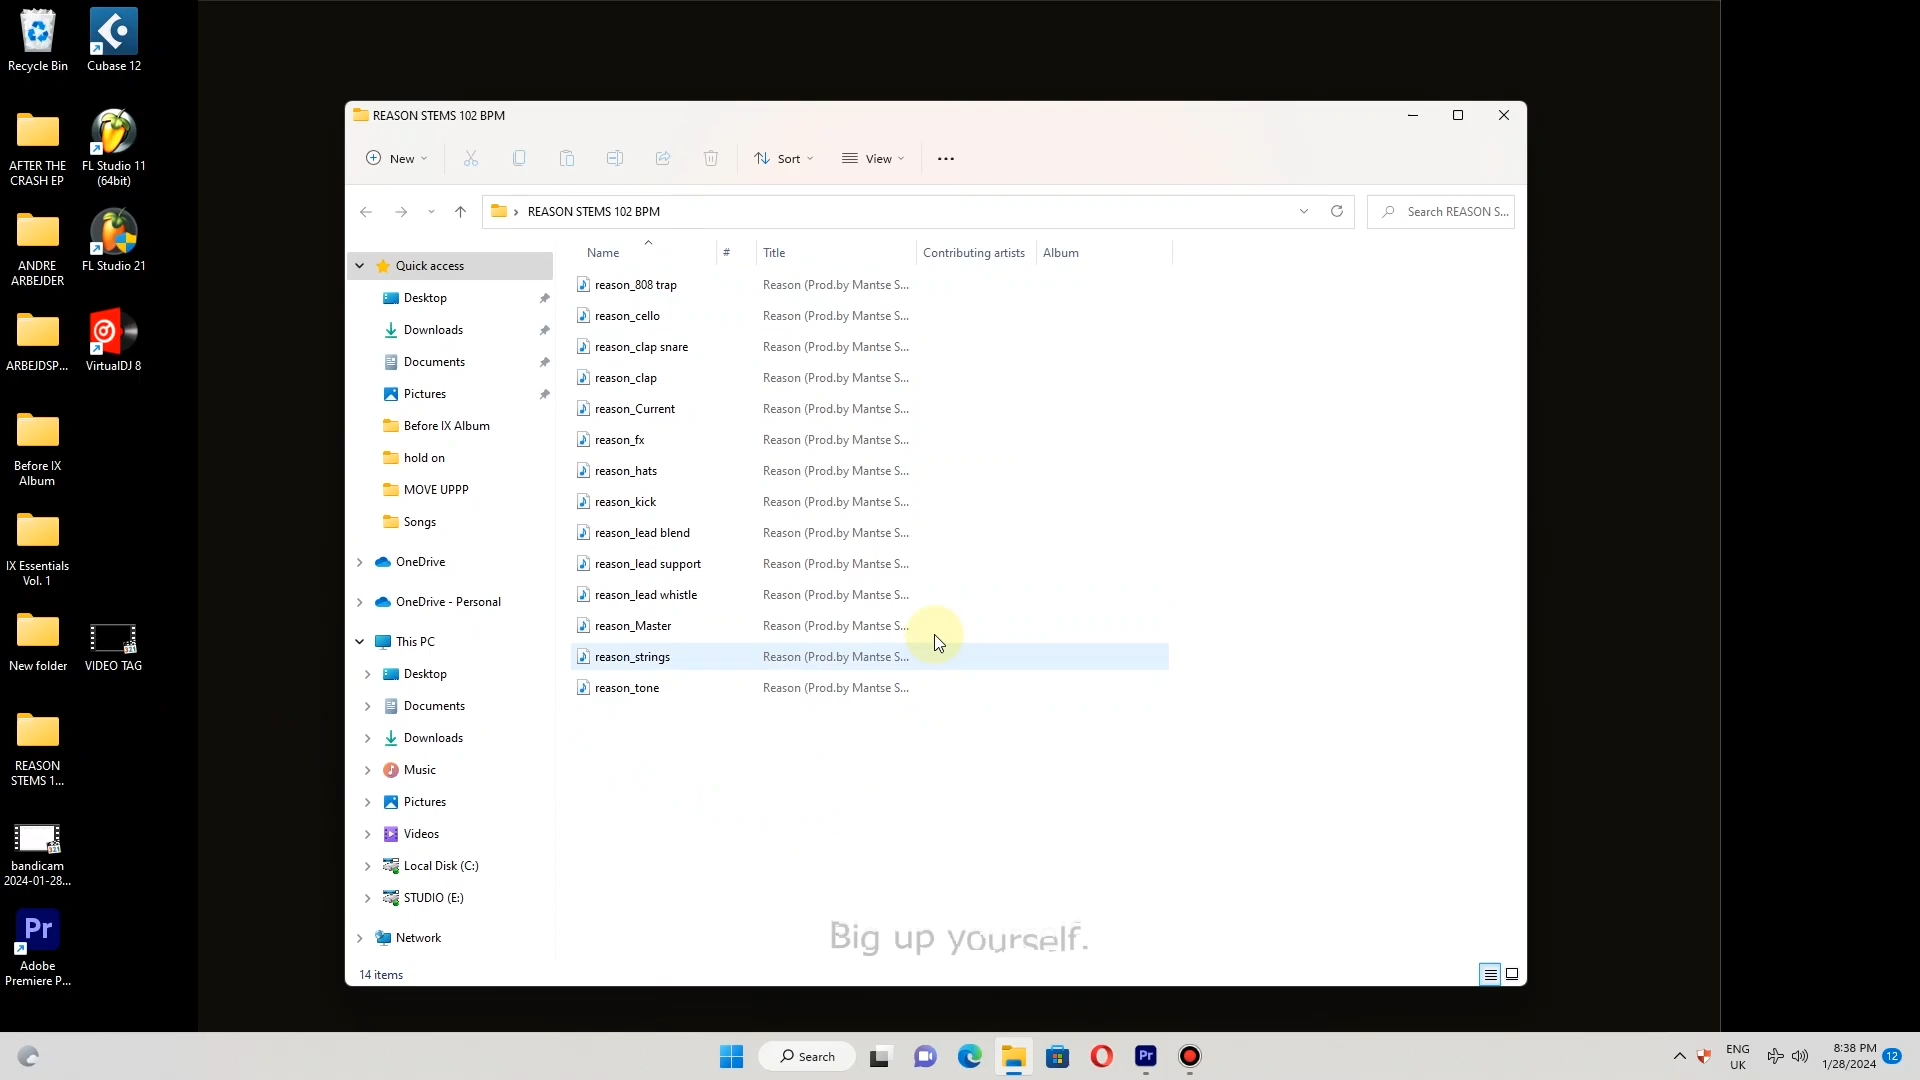 Recycle Bin
Cubase 12
AFTER THE
CRASH EP
FL Studio 11
(64bit)
ANDRE
ARBEJDER
FL Studio 21
ARBEJDSP...
VirtualDJ 8
Before IX
Album
IX Essentials
Vol. 1
New folder
VIDEO TAG
REASON
STEMS 1...
bandicam
2024-01-28...
Pr
Adobe
Premiere P...
REASON STEMS 102 BPM
New
Sort
View
REASON STEMS 102 BPM
Search REASON S...
Quick access
Desktop
Downloads
Documents
Pictures
Before IX Album
hold on
MOVE UPPP
Songs
OneDrive
OneDrive - Personal
This PC
Desktop
Documents
Downloads
Music
Pictures
Videos
Local Disk (C:)
STUDIO (E:)
Network
Name # Title Contributing artists Album
reason_808 trap Reason (Prod.by Mantse S...
reason_cello Reason (Prod.by Mantse S...
reason_clap snare Reason (Prod.by Mantse S...
reason_clap Reason (Prod.by Mantse S...
reason_Current Reason (Prod.by Mantse S...
reason_fx Reason (Prod.by Mantse S...
reason_hats Reason (Prod.by Mantse S...
reason_kick Reason (Prod.by Mantse S...
reason_lead blend Reason (Prod.by Mantse S...
reason_lead support Reason (Prod.by Mantse S...
reason_lead whistle Reason (Prod.by Mantse S...
reason_Master Reason (Prod.by Mantse S...
reason_strings Reason (Prod.by Mantse S...
reason_tone Reason (Prod.by Mantse S...
Big up yourself.
14 items
Search
Pr
ENG
UK
8:38 PM
1/28/2024
12